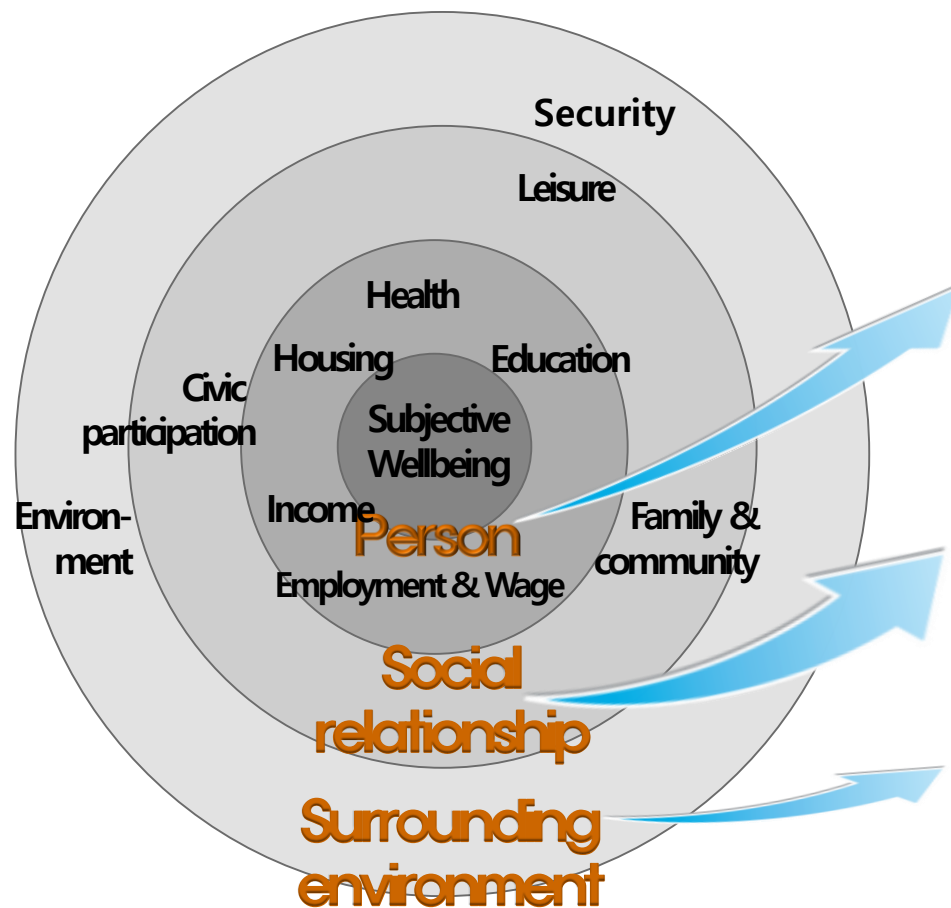 Security
Leisure
Health
Housing
Education
Civic
participation
Subjective
Wellbeing
Environ-
ment
Income
Person
Family &
community
Employment & Wage
Social
relationship
Surrounding
environment